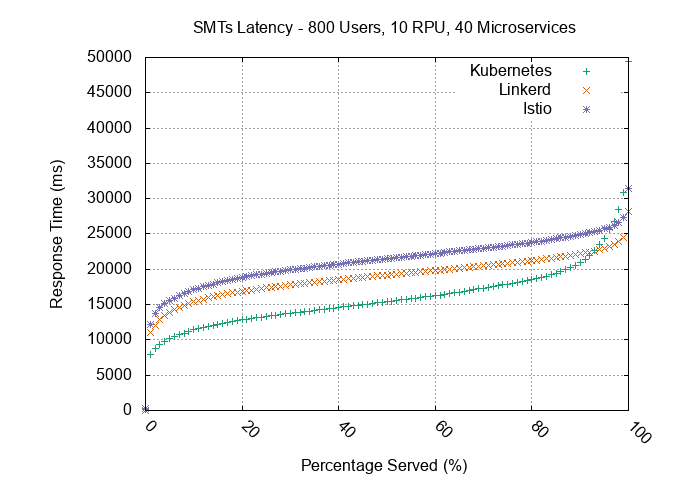 SMTs Latency - 800 Users, 10 RPU, 40 Microservices
50000
45000
40000
35000
30000
25000
20000
15000
10000
5000
0
Response Time (ms)
Kubernetes
Linkerd
Istio
0
20
40
60
80
100
Percentage Served (%)